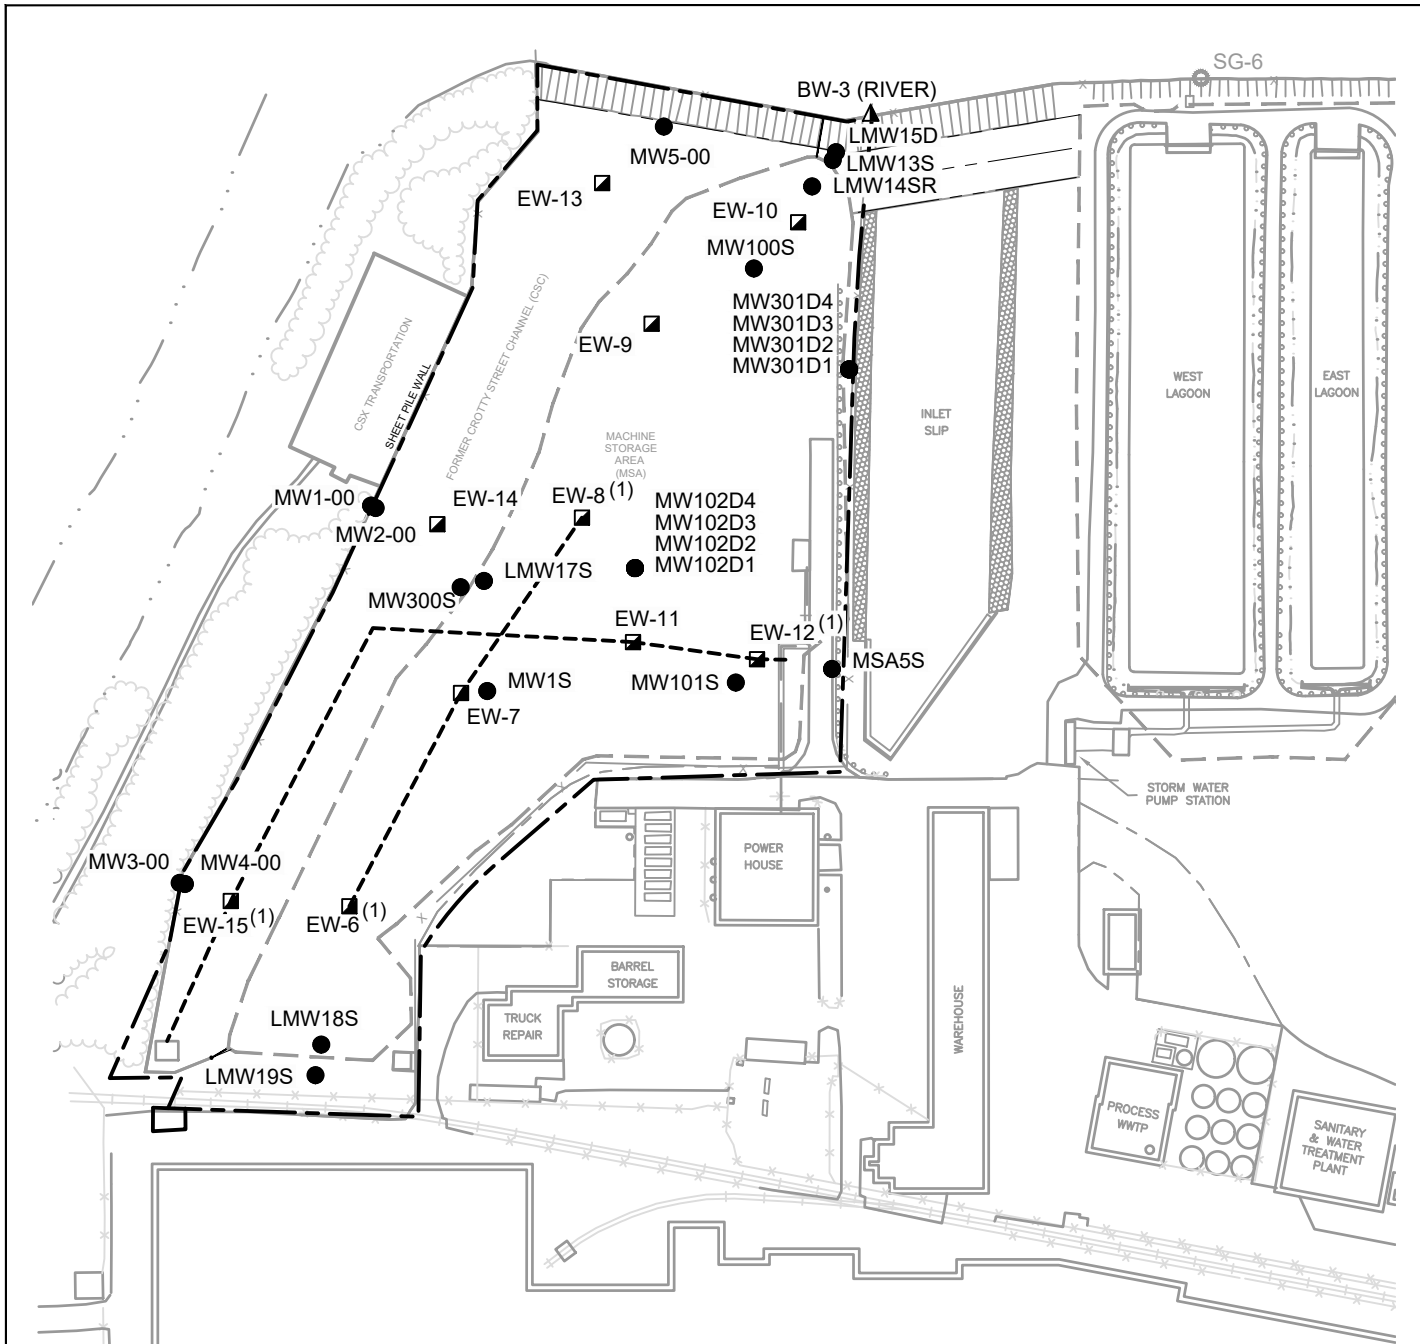 SG-6
BW-3 (RIVER)
LMW15D
MW5-00
LMW13S
LMW14SR
EW-13
EW-10
MW100S
MW301D4
MW301D3
MW301D2
MW301D1
EW-9
CSX TRANSPORTATION
SHEET PILE WALL
FORMER CROTTY STREET CHANNEL (CSC)
WEST
LAGOON
EAST
LAGOON
INLET
SLIP
MACHINE
STORAGE
AREA
(MSA)
MW1-00
MW2-00
EW-14
EW-8 (1)
MW102D4
MW102D3
MW102D2
MW102D1
LMW17S
MW300S
EW-11
EW-12 (1)
MSA5S
MW101S
MW1S
EW-7
STORM WATER
PUMP STATION
POWER
HOUSE
MW3-00
MW4-00
EW-15 (1)
EW-6 (1)
BARREL
STORAGE
TRUCK
REPAIR
WAREHOUSE
LMW18S
LMW19S
PROCESS
WWTP
SANITARY
& WATER
TREATMENT
PLANT